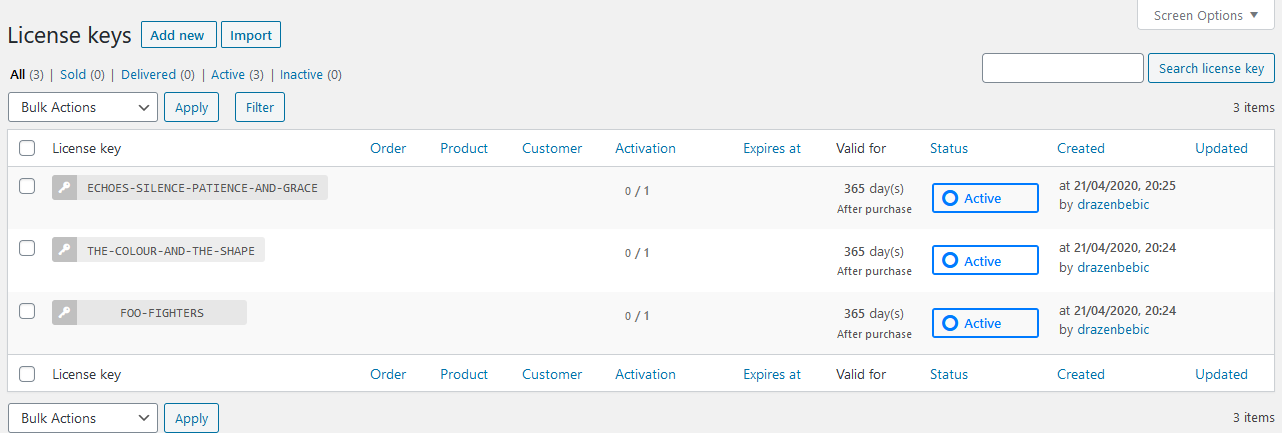 Screen Options
License keys Add new Import
All (3) | Sold (0) | Delivered (0) | Active (3) | Inactive (0)
Search license key
Bulk Actions Apply Filter 3 items
License key Order Product Customer Activation Expires at Valid for Status Created Updated
ECHOES-SILENCE-PATIENCE-AND-GRACE 0 / 1 365 day(s) Active at 21/04/2020, 20:25
After purchase by drazenbebic
THE-COLOUR-AND-THE-SHAPE 0 / 1 365 day(s) Active at 21/04/2020, 20:24
After purchase by drazenbebic
FOO-FIGHTERS 0 / 1 365 day(s) Active at 21/04/2020, 20:24
After purchase by drazenbebic
License key Order Product Customer Activation Expires at Valid for Status Created Updated
Bulk Actions Apply 3 items